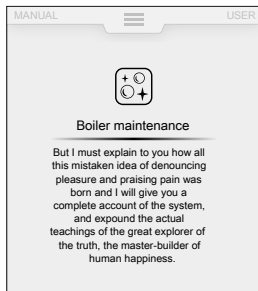 MANUAL USER
Boiler maintenance
But I must explain to you how all
this mistaken idea of denouncing
pleasure and praising pain was
born and I will give you a
complete account of the system,
and expound the actual
teachings of the great explorer of
the truth, the master-builder of
human happiness.